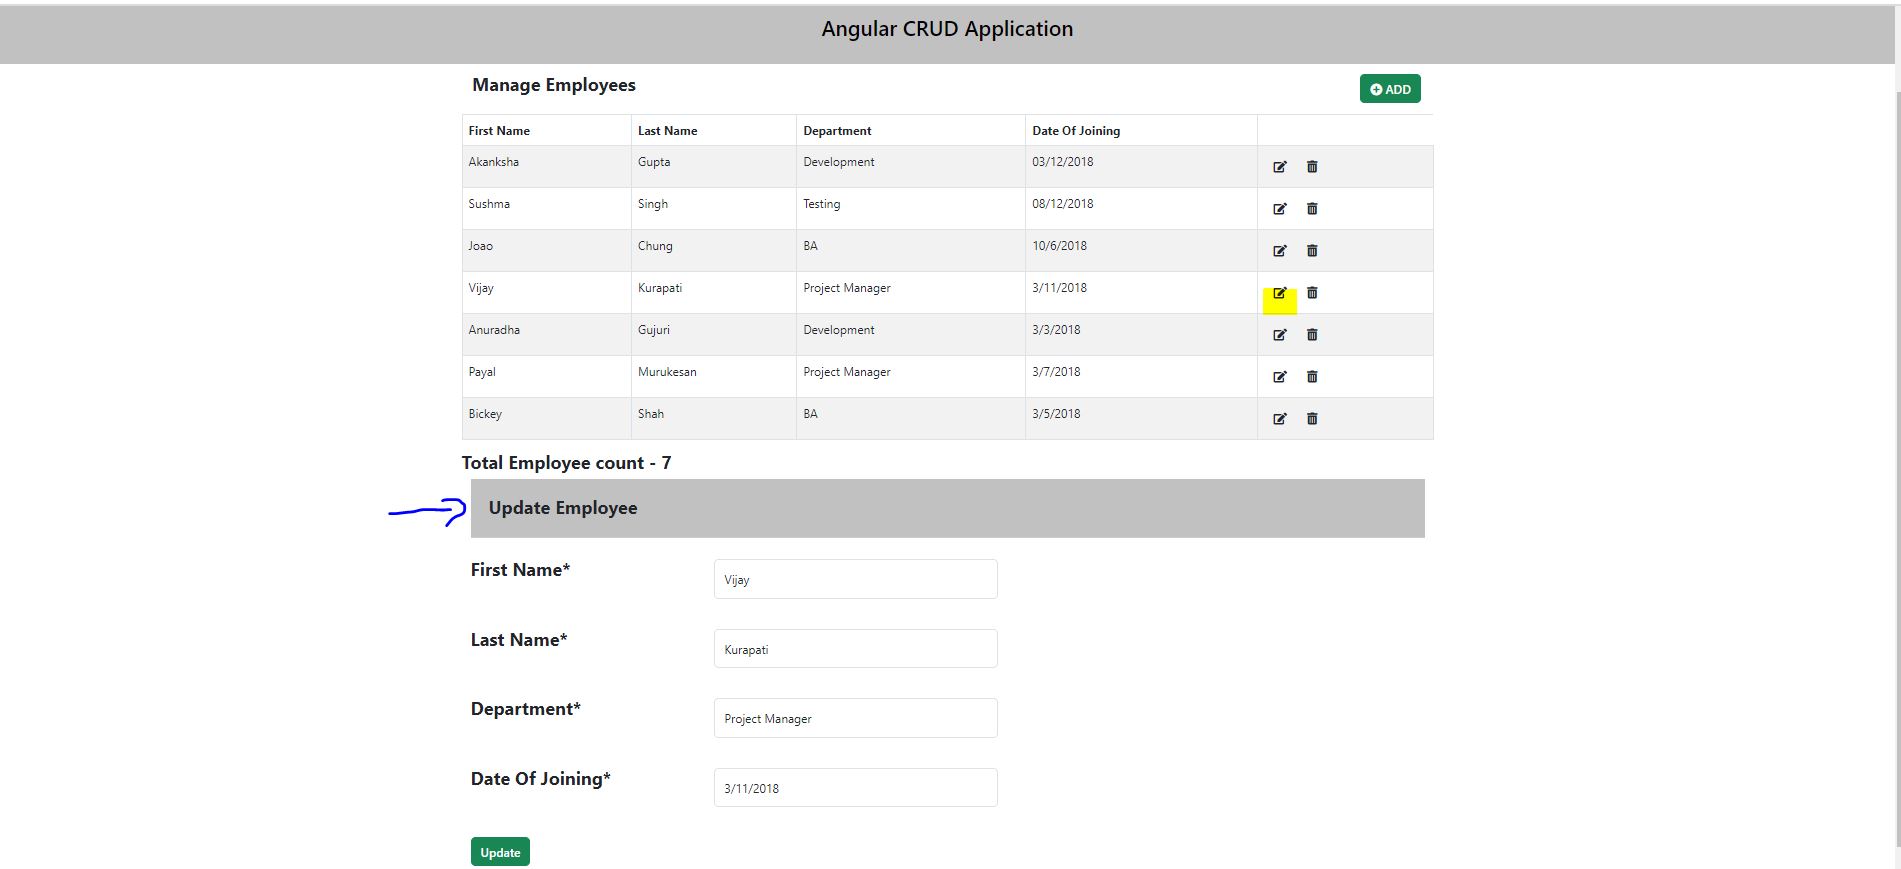 Angular CRUD Application
Manage Employees
ADD
First Name Last Name Department Date Of Joining
Akanksha Gupta Development 03/12/2018
Sushma Singh Testing 08/12/2018
Joao Chung BA 10/6/2018
Vijay Kurapati Project Manager 3/11/2018
Anuradha Gujuri Development 3/3/2018
Payal Murukesan Project Manager 3/7/2018
Bickey Shah BA 3/5/2018
Total Employee count - 7
Update Employee
First Name* Vijay
Last Name* Kurapati
Department* Project Manager
Date Of Joining* 3/11/2018
Update